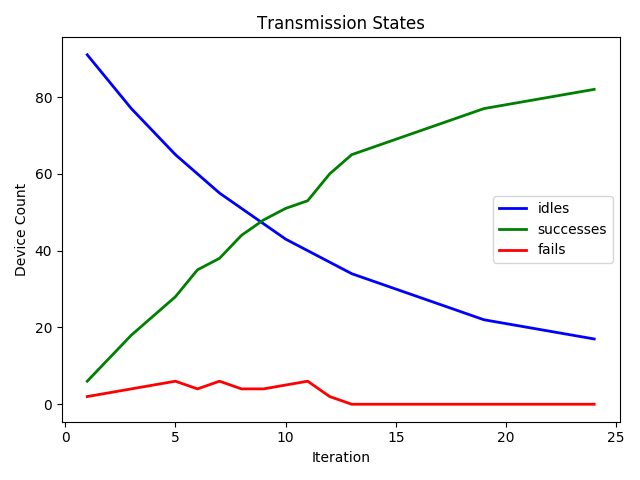 Transmission States
Device Count
80
60
40
20
0
idles
successes
fails
0 5 10 15 20 25
Iteration